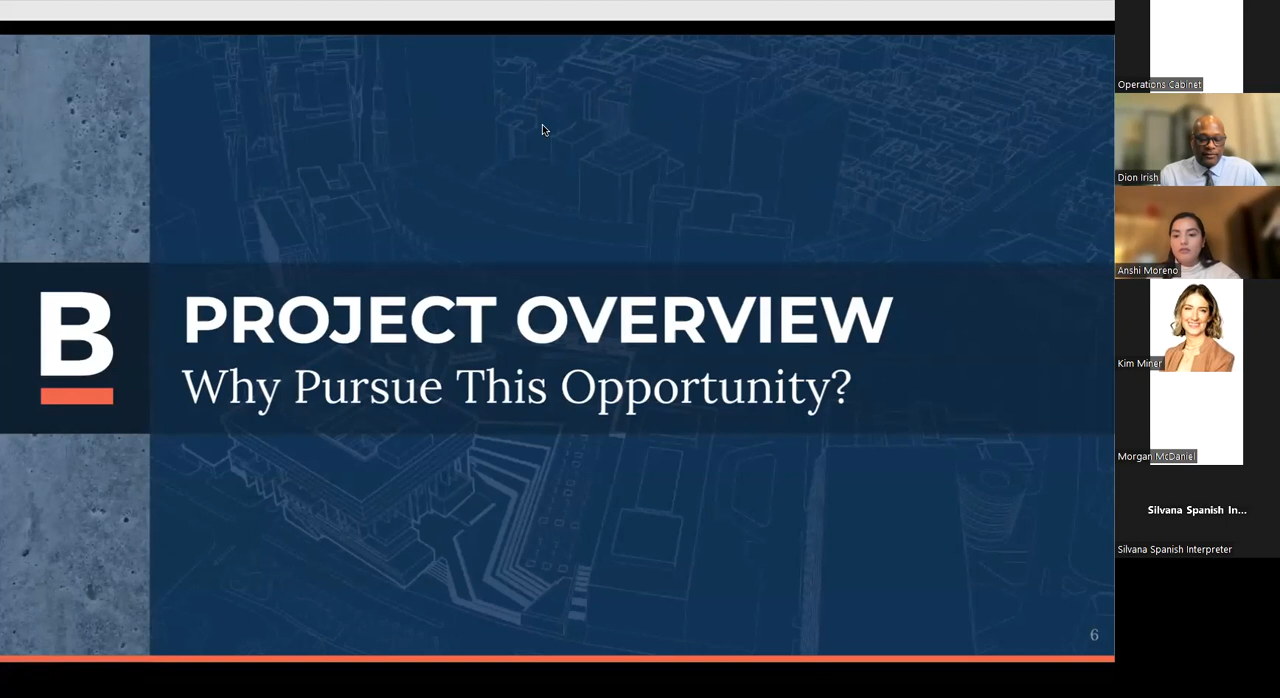 B
PROJECT OVERVIEW
Why Pursue This Opportunity?
6
Operations Cabinet
Dion Irish
Anshi Moreno
Kim Miner
Morgan McDaniel
Silvana Spanish In...
Silvana Spanish Interpreter